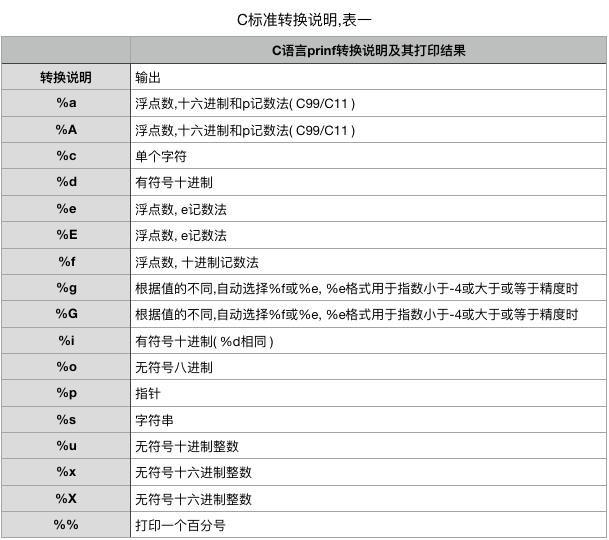 C标准转换说明,表一
C语言prinf转换说明及其打印结果
转换说明 输出
%a 浮点数,十六进制和p记数法( C99/C11 )
%A 浮点数,十六进制和p记数法( C99/C11 )
%c 单个字符
%d 有符号十进制
%e 浮点数, e记数法
%E 浮点数, e记数法
%f 浮点数, 十进制记数法
%g 根据值的不同,自动选择%f或%e, %e格式用于指数小于-4或大于或等于精度时
%G 根据值的不同,自动选择%f或%e, %e格式用于指数小于-4或大于或等于精度时
%i 有符号十进制( %d相同 )
%o 无符号八进制
%p 指针
%s 字符串
%u 无符号十进制整数
%x 无符号十六进制整数
%X 无符号十六进制整数
%% 打印一个百分号